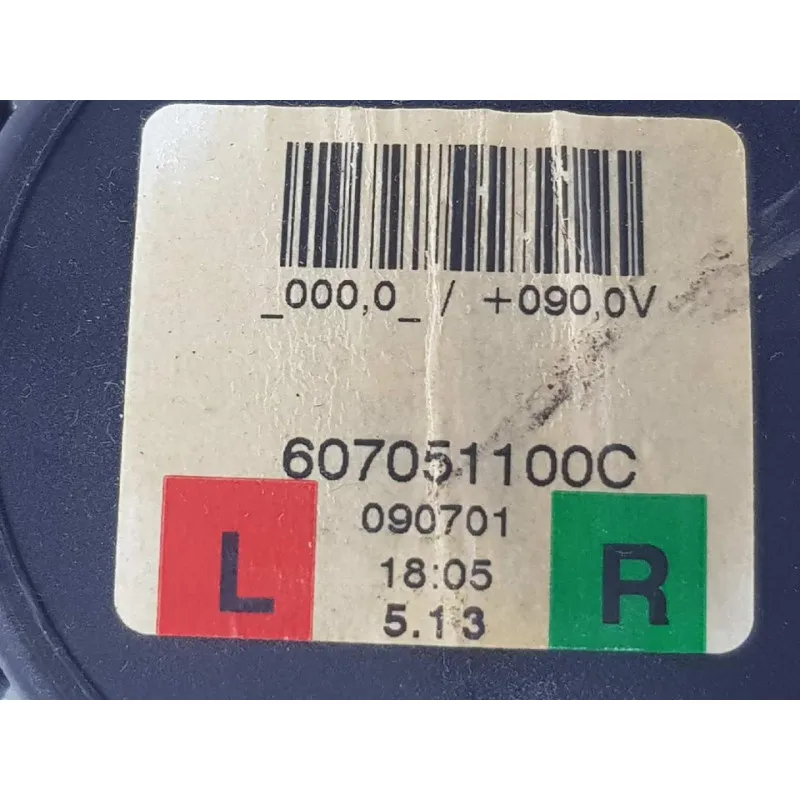 _000,0_ / +090,0V
607051100C
090701
L
18:05
R
5.13